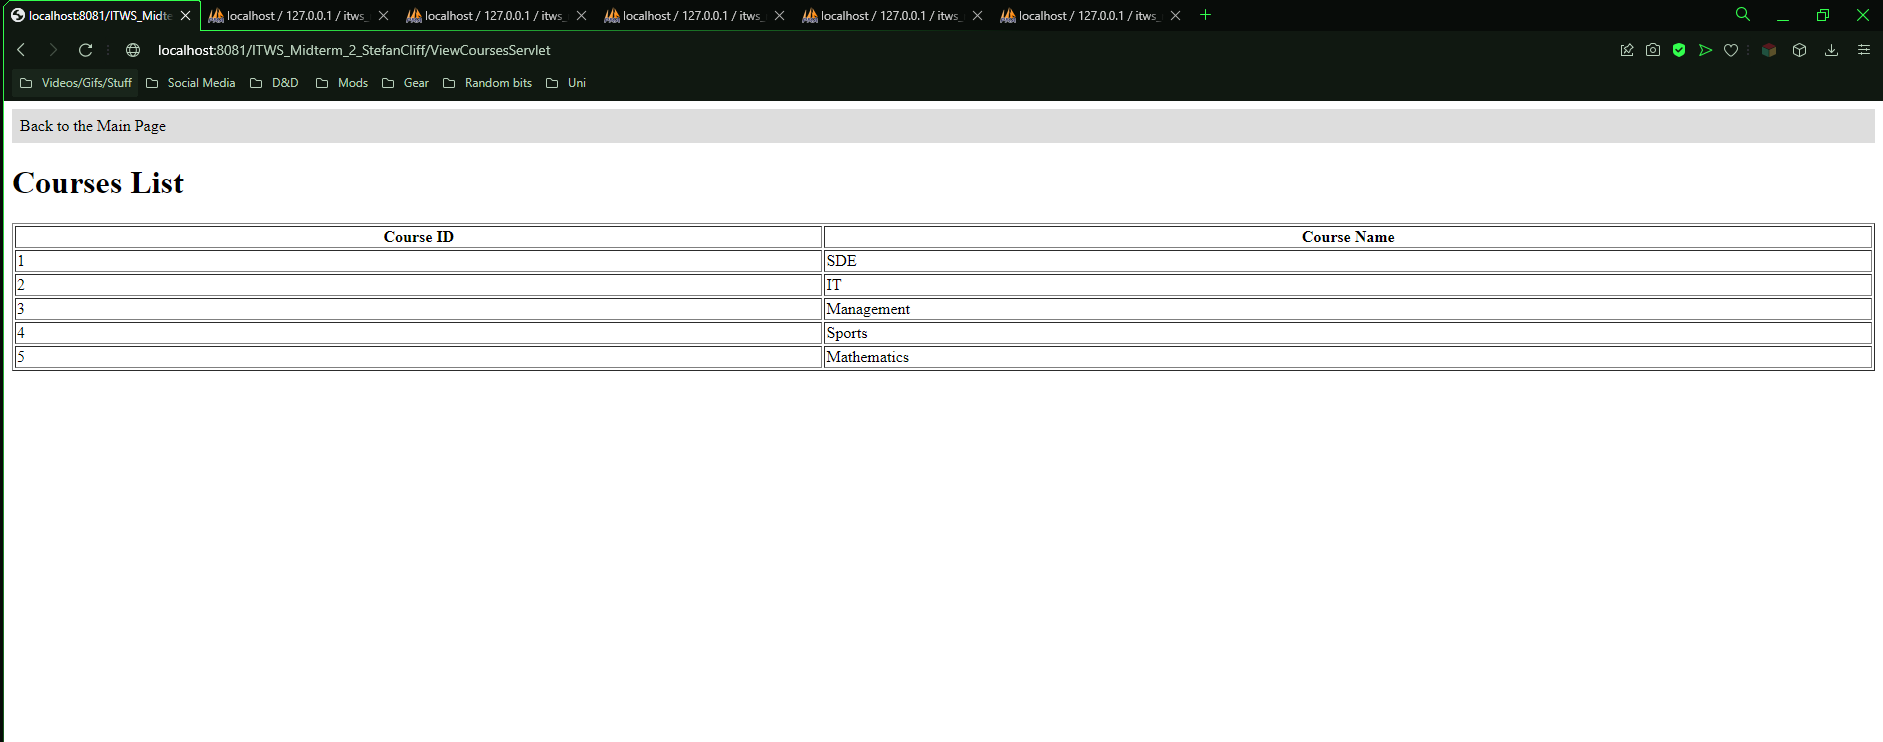 localhost:8081/ITWS_Midte
localhost / 127.0.0.1 / itws_
localhost / 127.0.0.1 / itws_
localhost / 127.0.0.1 / itws_
localhost / 127.0.0.1 / itws_
localhost / 127.0.0.1 / itws_
localhost:8081/ITWS_Midterm_2_StefanCliff/ViewCoursesServlet
Videos/Gifs/Stuff Social Media D&D Mods Gear Random bits Uni
Back to the Main Page
Courses List
Course ID Course Name
1 SDE
2 IT
3 Management
4 Sports
5 Mathematics